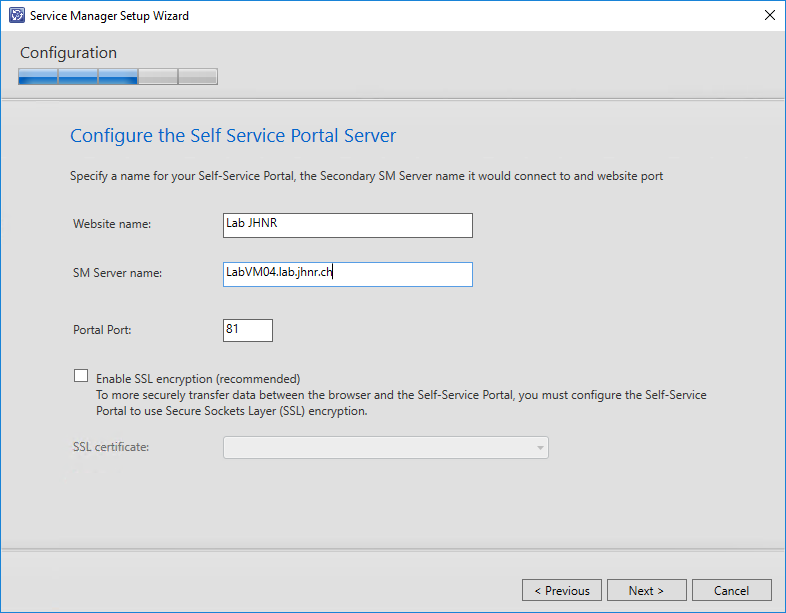 Service Manager Setup Wizard
Configuration
Configure the Self Service Portal Server
Specify a name for your Self-Service Portal, the Secondary SM Server name it would connect to and website port
Website name:
Lab JHNR
SM Server name:
LabVM04.lab.jhnr.ch
Portal Port:
81
Enable SSL encryption (recommended)
To more securely transfer data between the browser and the Self-Service Portal, you must configure the Self-Service
Portal to use Secure Sockets Layer (SSL) encryption.
SSL certificate:
< Previous
Next >
Cancel